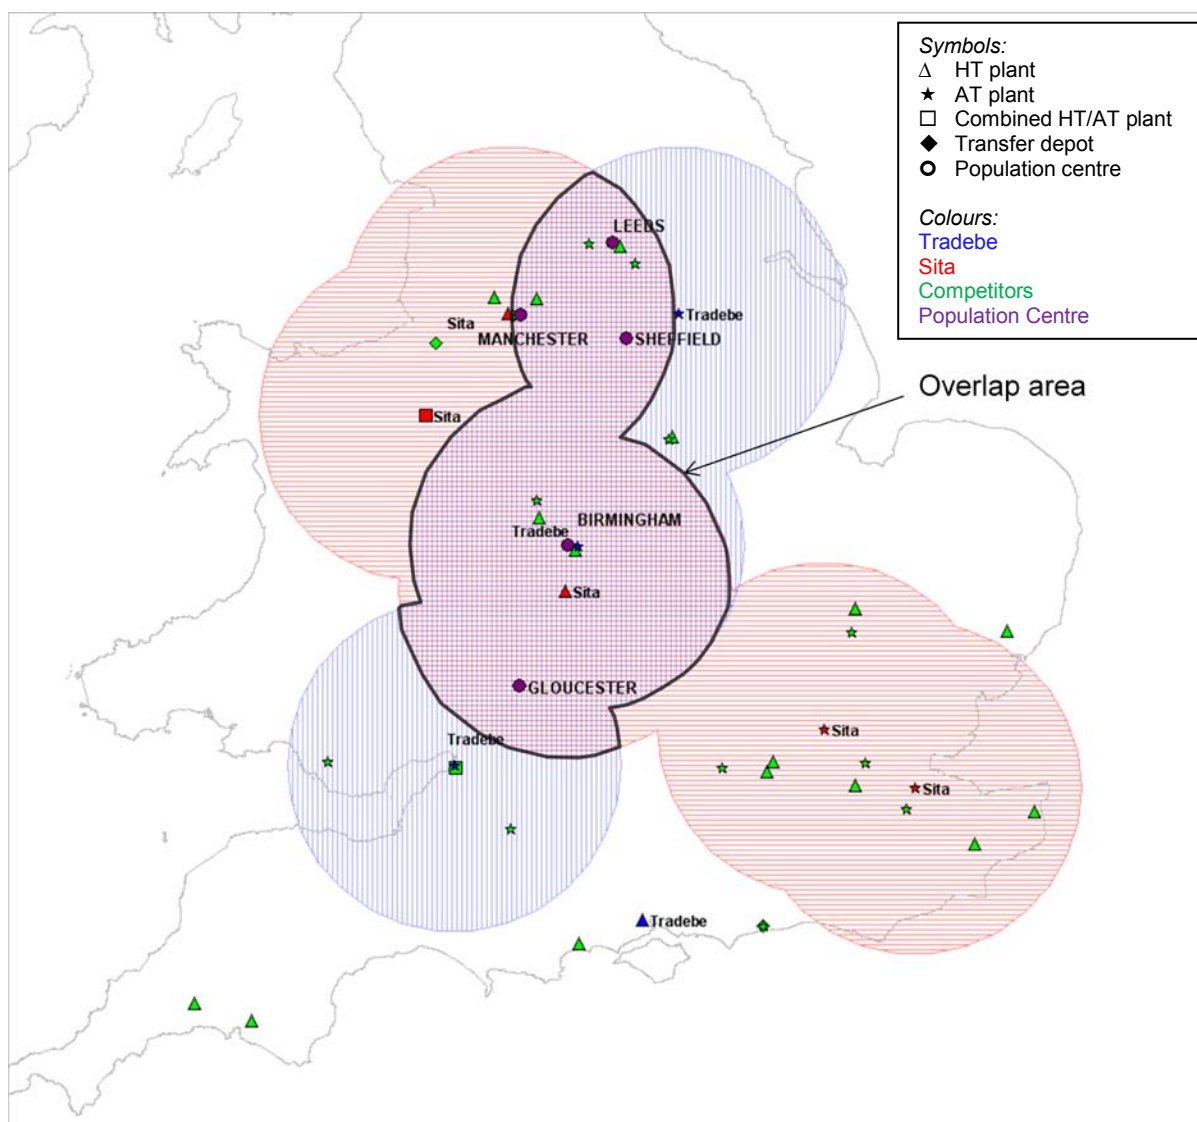 Symbols:
Δ HT plant
★ AT plant
□ Combined HT/AT plant
◆ Transfer depot
O Population centre
Colours:
Tradebe
Sita
Competitors
Population Centre
LEEDS
Tradebe
Sita
MANCHESTER
SHEFFIELD
Overlap area
Sita
BIRMINGHAM
Tradebe
Sita
GLOUCESTER
Sita
Tradebe
Sita
Tradebe